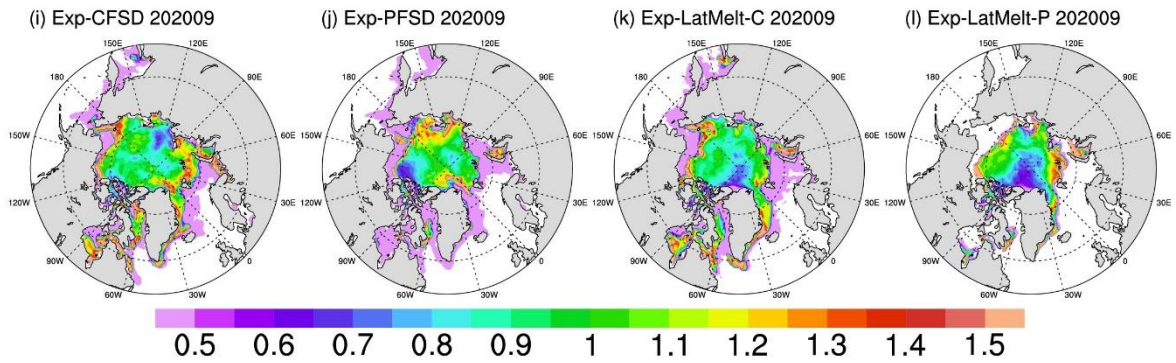 (i) Exp-CFSD 202009 (j) Exp-PFSD 202009 (k) Exp-LatMelt-C 202009 (l) Exp-LatMelt-P 202009
150E 120E 150E 120E 150E 120E 150E 120E
180 90E 180 90E 180 90E 180 90E
150W 60E 150W 60E 150W 60E 150W 60E
120W 30E 120W 30E 120W 30E 120W 30E
90W 0 90W 0 90W 0 90W 0
60W 30W 60W 30W 60W 30W 60W 30W
0.5 0.6 0.7 0.8 0.9 1 1.1 1.2 1.3 1.4 1.5